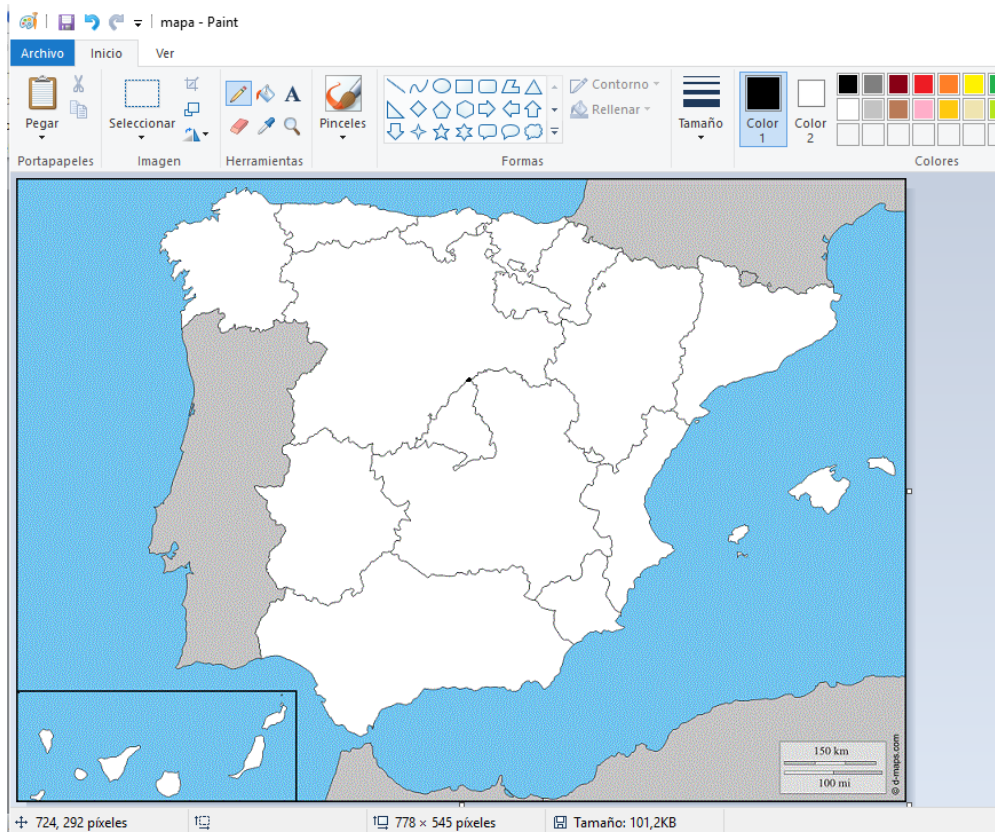 mapa - Paint
Archivo Inicio Ver
Contorno
Rellenar
Pegar Seleccionar Pinceles Tamaño Color 1 Color 2
Portapapeles Imagen Herramientas Formas Colores
150 km
100 mi
© d-maps.com
724, 292 píxeles 778 × 545 píxeles Tamaño: 101,2KB